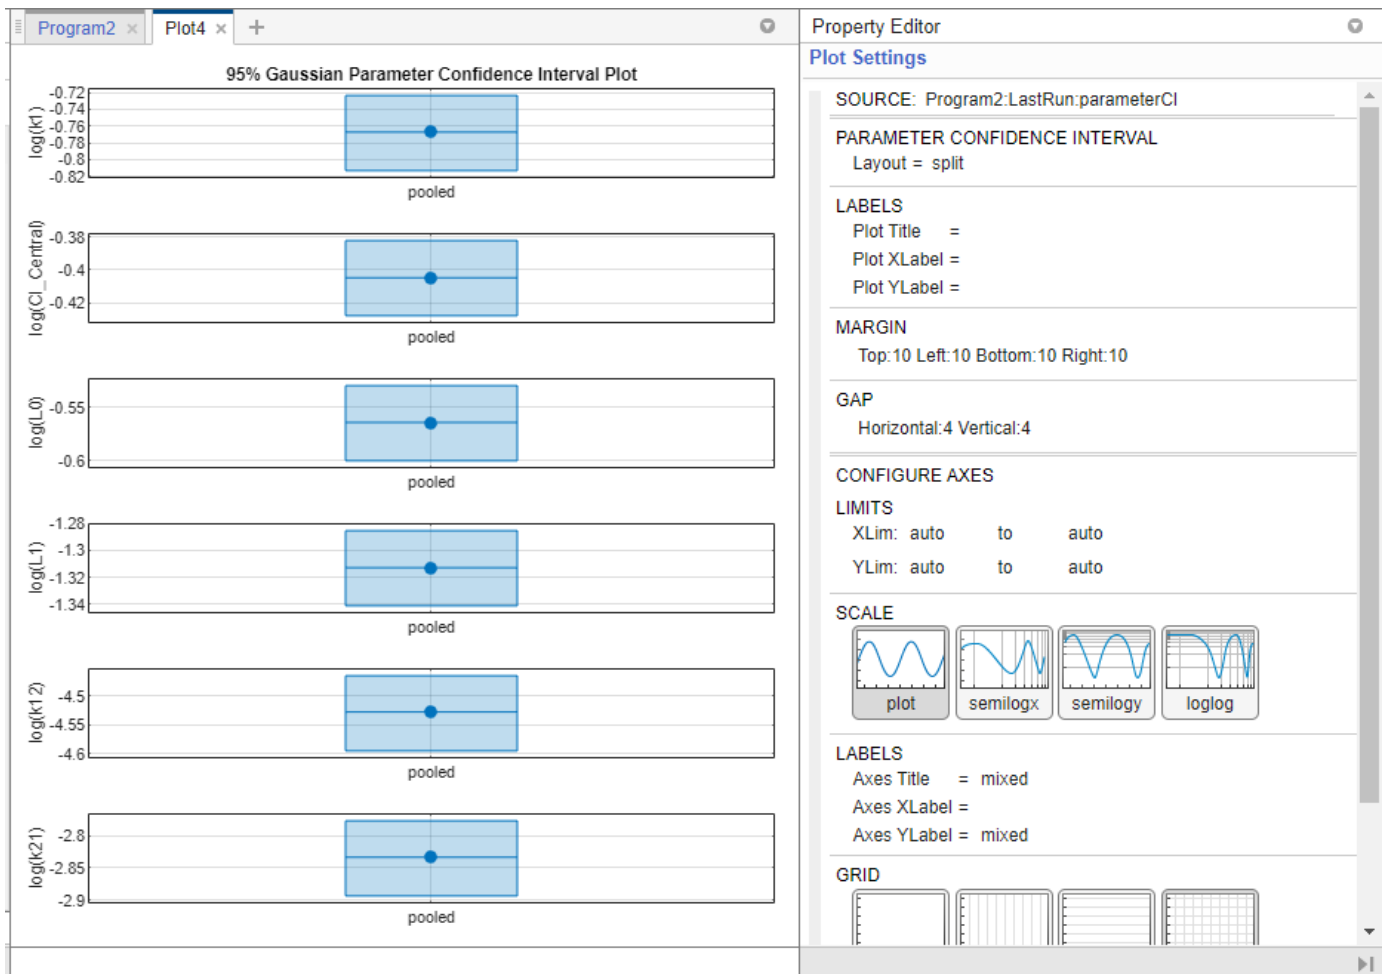 Program2
Plot4
95% Gaussian Parameter Confidence Interval Plot
log(k1)
-0.72
-0.74
-0.76
-0.78
-0.8
-0.82
pooled
log(Cl_Central)
-0.38
-0.4
-0.42
pooled
log(L0)
-0.55
-0.6
pooled
log(L1)
-1.28
-1.3
-1.32
-1.34
pooled
log(k12)
-4.5
-4.55
-4.6
pooled
log(k21)
-2.8
-2.85
-2.9
pooled
Property Editor
Plot Settings
SOURCE: Program2:LastRun:parameterCI
PARAMETER CONFIDENCE INTERVAL
Layout = split
LABELS
Plot Title =
Plot XLabel =
Plot YLabel =
MARGIN
Top:10 Left:10 Bottom:10 Right:10
GAP
Horizontal:4 Vertical:4
CONFIGURE AXES
LIMITS
XLim: auto to auto
YLim: auto to auto
SCALE
plot semilogx semilogy loglog
LABELS
Axes Title = mixed
Axes XLabel =
Axes YLabel = mixed
GRID